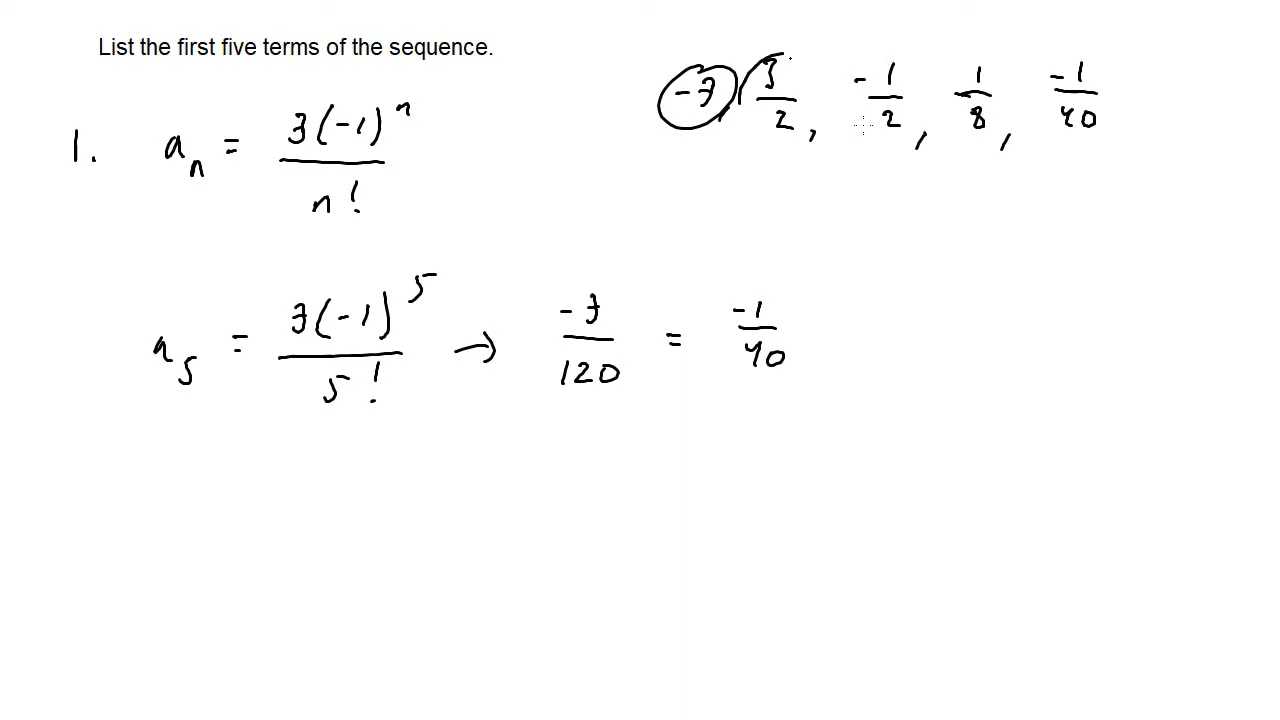 List the first five terms of the sequence.
-3, 3/2, -1/2, 1/8, -1/40
1. a_n = 3(-1)^n / n!
a_5 = 3(-1)^5 / 5! → -3/120 = -1/40